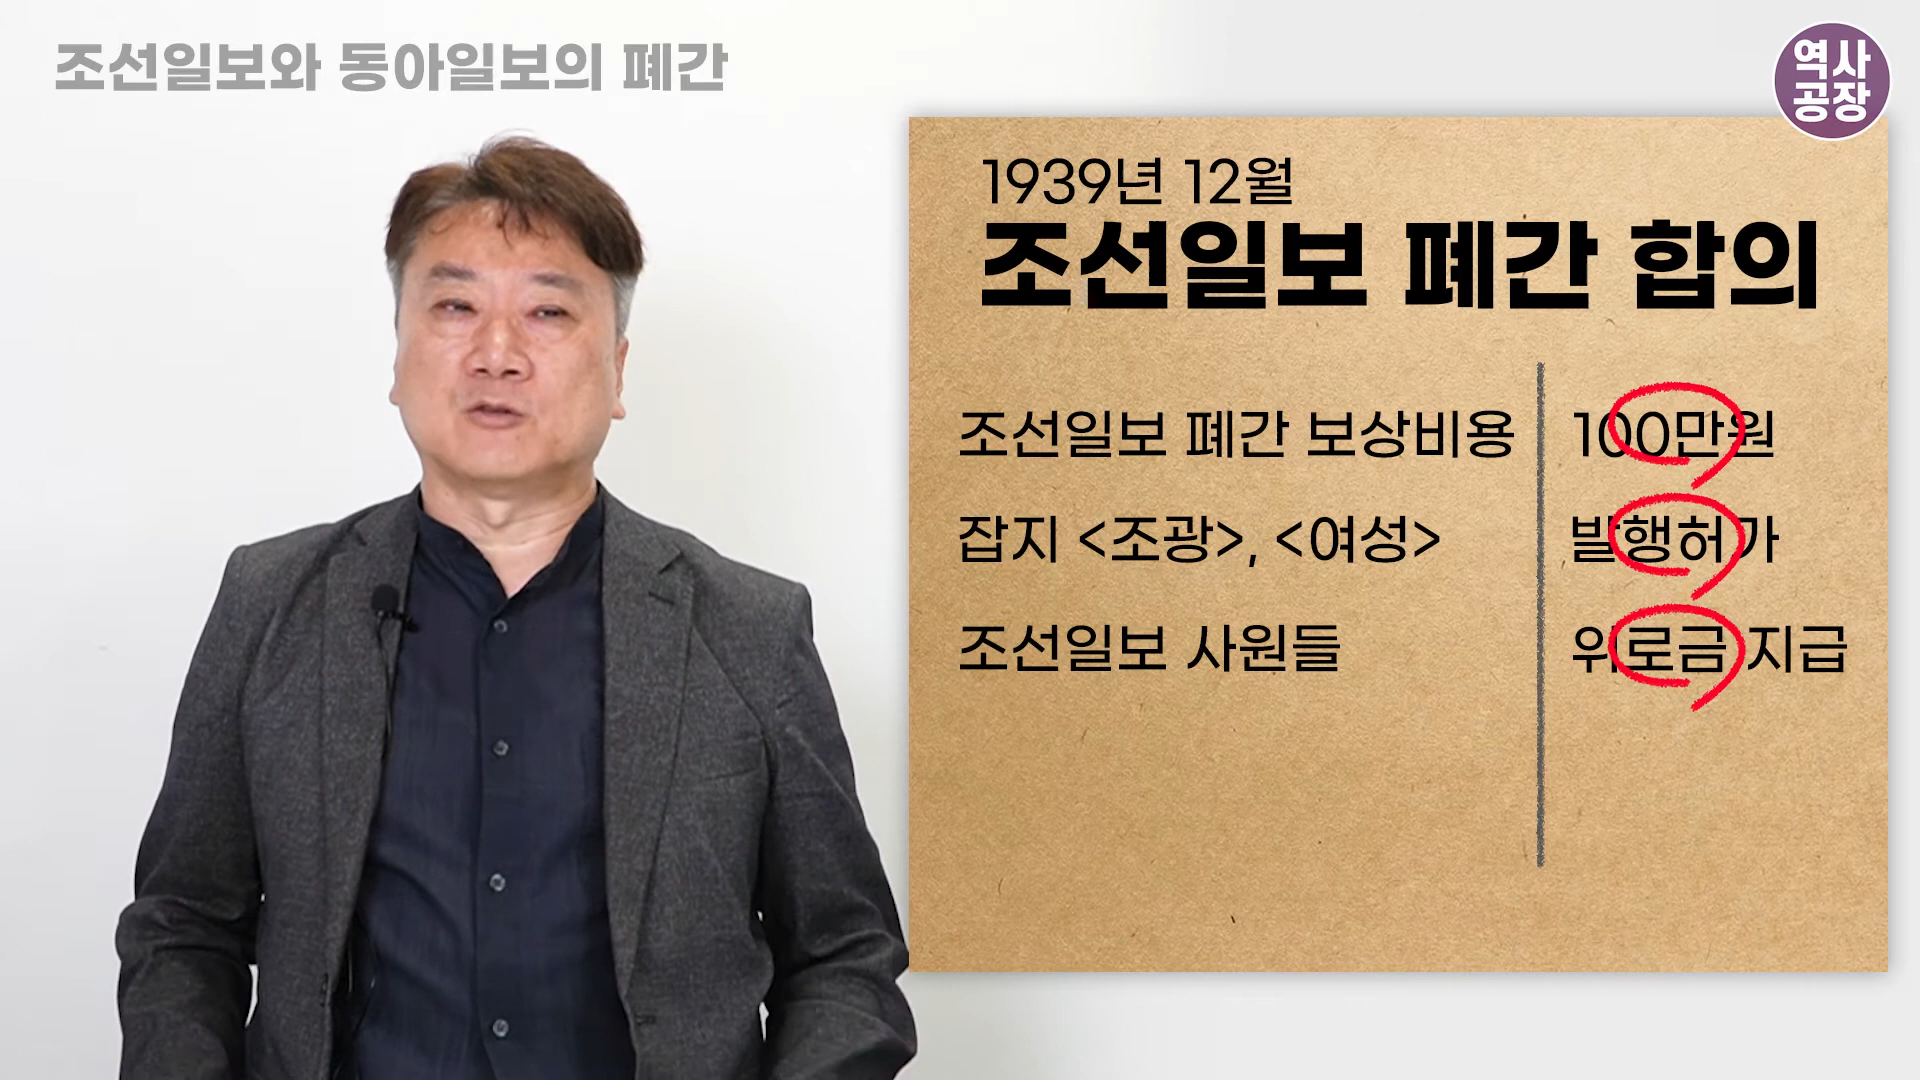 조선일보와 동아일보의 폐간
역사
공장
1939년 12월
조선일보 폐간 합의
조선일보 폐간 보상비용 100만원
잡지 <조광>, <여성> 발행허가
조선일보 사원들 위로금 지급